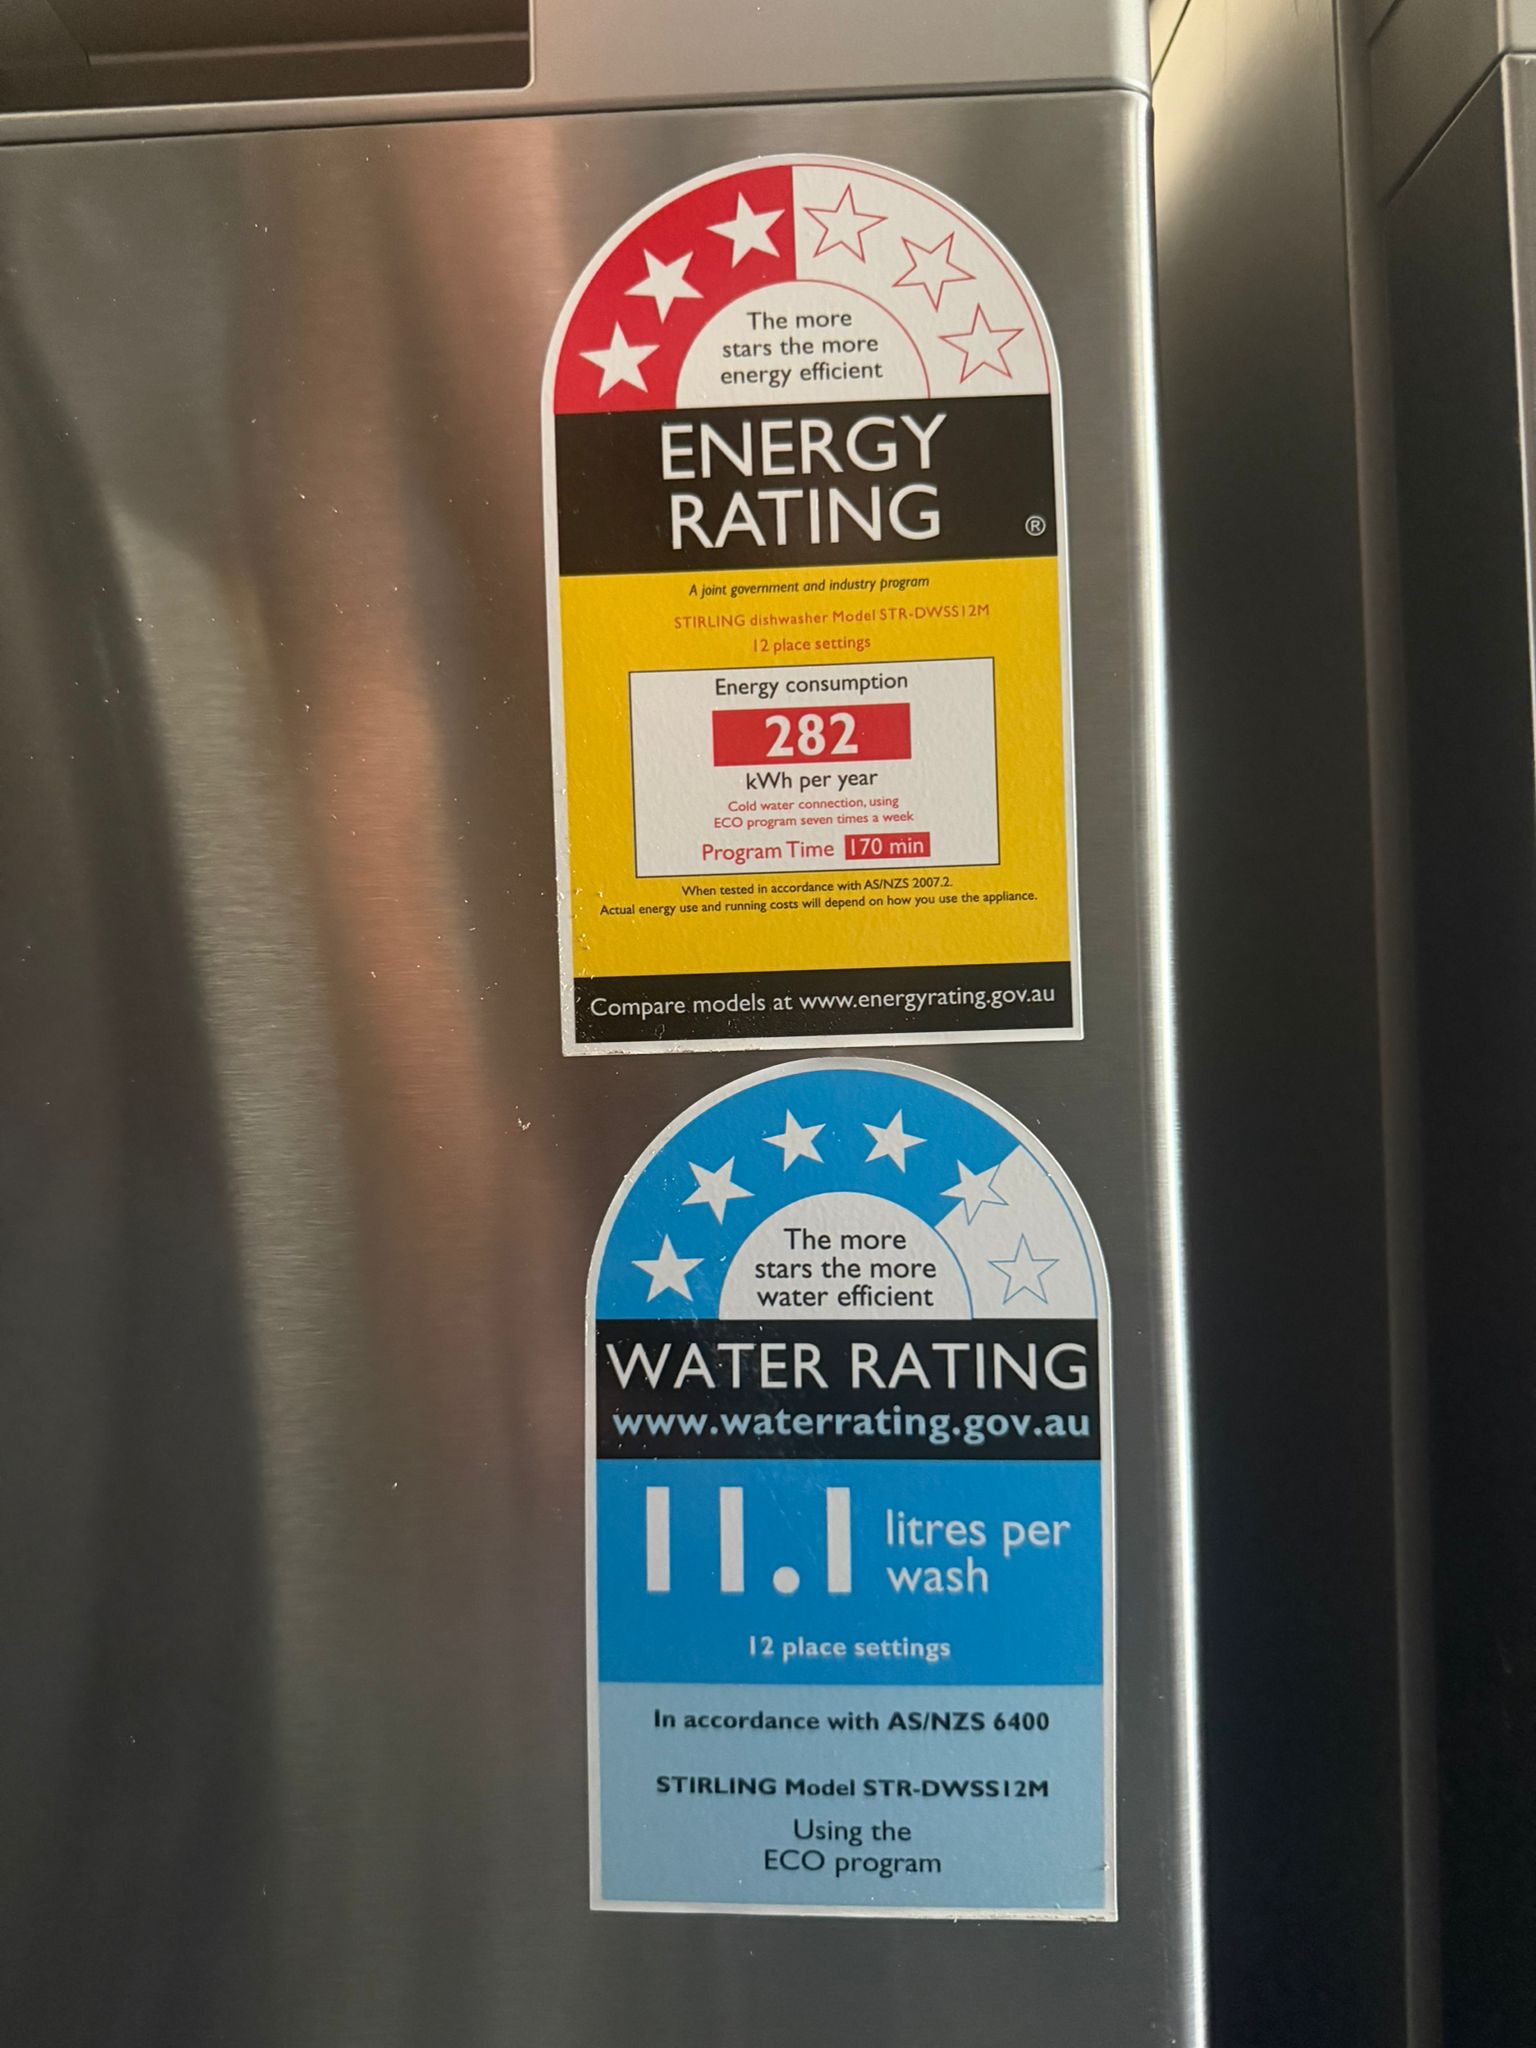 The more
stars the more
energy efficient
ENERGY
RATING ®
A joint government and industry program
STIRLING dishwasher Model STR-DWSS12M
12 place settings
Energy consumption
282
kWh per year
Cold water connection, using
ECO program seven times a week
Program Time 170 min
When tested in accordance with AS/NZS 2007.2.
Actual energy use and running costs will depend on how you use the appliance.
Compare models at www.energyrating.gov.au
The more
stars the more
water efficient
WATER RATING
www.waterrating.gov.au
11.1 litres per
wash
12 place settings
In accordance with AS/NZS 6400
STIRLING Model STR-DWSS12M
Using the
ECO program